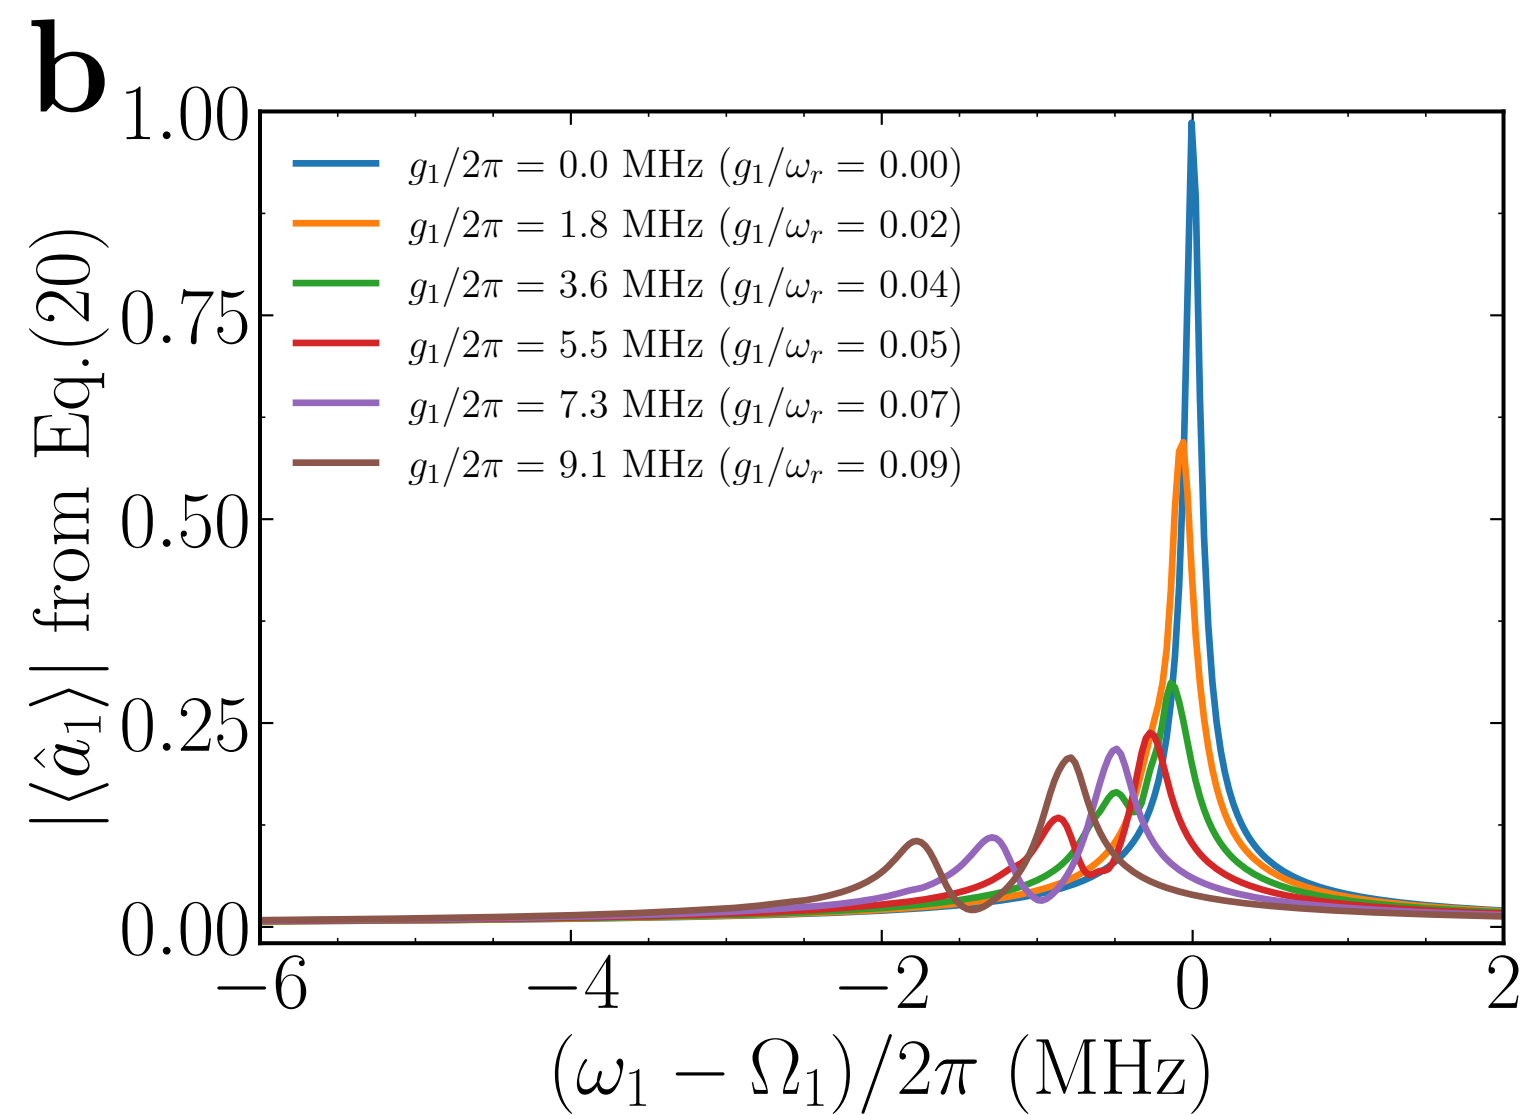 b
1.00
0.75
0.50
0.25
0.00
|⟨â₁⟩| from Eq.(20)
g₁/2π = 0.0 MHz (g₁/ωᵣ = 0.00)
g₁/2π = 1.8 MHz (g₁/ωᵣ = 0.02)
g₁/2π = 3.6 MHz (g₁/ωᵣ = 0.04)
g₁/2π = 5.5 MHz (g₁/ωᵣ = 0.05)
g₁/2π = 7.3 MHz (g₁/ωᵣ = 0.07)
g₁/2π = 9.1 MHz (g₁/ωᵣ = 0.09)
−6 −4 −2 0 2
(ω₁ − Ω₁)/2π (MHz)